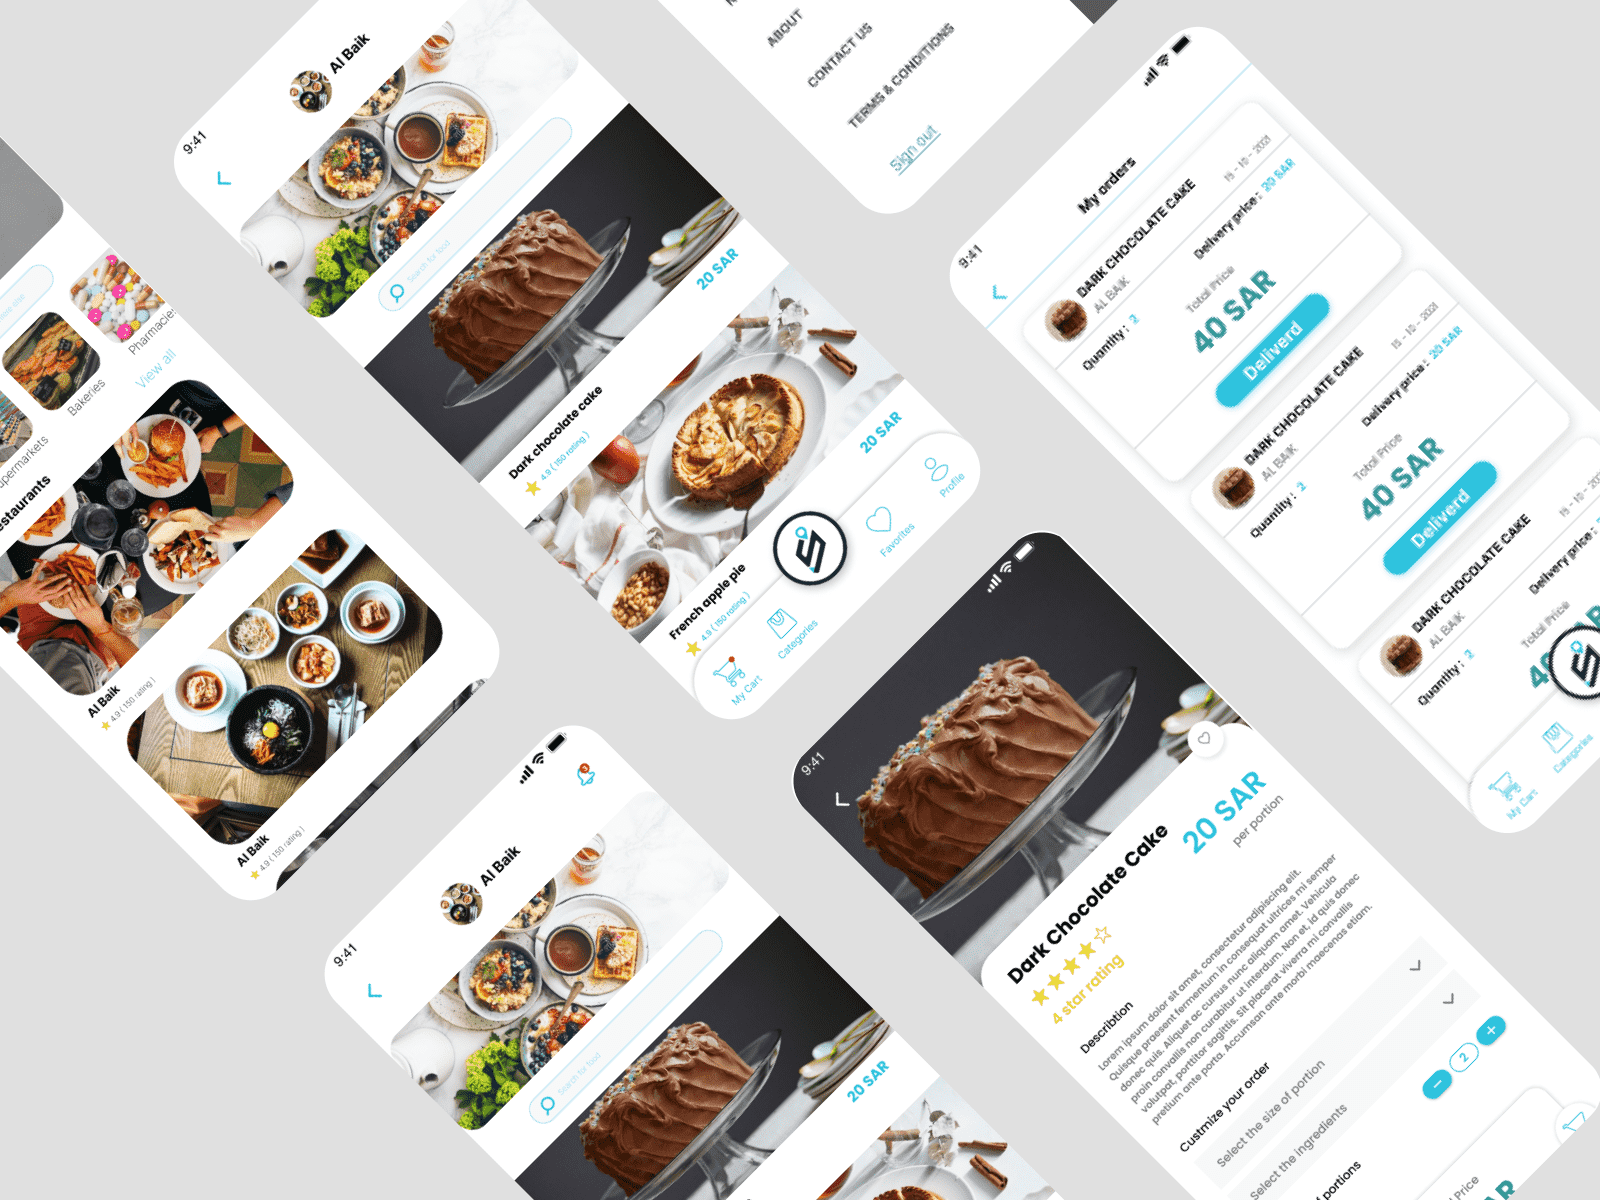 Pharmacies
View all
Bakeries
Al Baik
4.9 ( 150 rating )
Al Baik
4.9 ( 150 rating )
9:41
Al Baik
Search for food
20 SAR
Dark chocolate cake
4.9 ( 150 rating )
20 SAR
French apple pie
4.9 ( 150 rating )
My Cart
Categories
Favorites
Profile
ABOUT
CONTACT US
TERMS & CONDITIONS
Sign out
9:41
My orders
DARK CHOCOLATE CAKE
15 - 10 - 2021
AL BAIK
Delivery price : 20 SAR
Quantity : 2
Total Price
40 SAR
Deliverd
DARK CHOCOLATE CAKE
15 - 10 - 2021
AL BAIK
Delivery price : 20 SAR
Quantity : 2
Total Price
40 SAR
Deliverd
DARK CHOCOLATE CAKE
AL BAIK
Delivery price :
Quantity : 2
Total Price
My Cart
Categories
9:41
Al Baik
Search for food
20 SAR
9:41
Dark Chocolate Cake
20 SAR
per portion
4 star rating
Describtion
Lorem ipsum dolor sit amet, consectetur adipiscing elit.
Quisque praesent fermentum in consequat ultrices mi semper
donec quis. Aliquet ac cursus nunc aliquam amet. Vehicula
proin convallis non curabitur ut interdum. Non et, id quis donec
volutpat, porttitor sagittis. Sit placerat viverra mi convallis
pretium ante porta. Accumsan ante morbi maecenas etiam.
Custmize your order
Select the size of portion
Select the ingredients
2